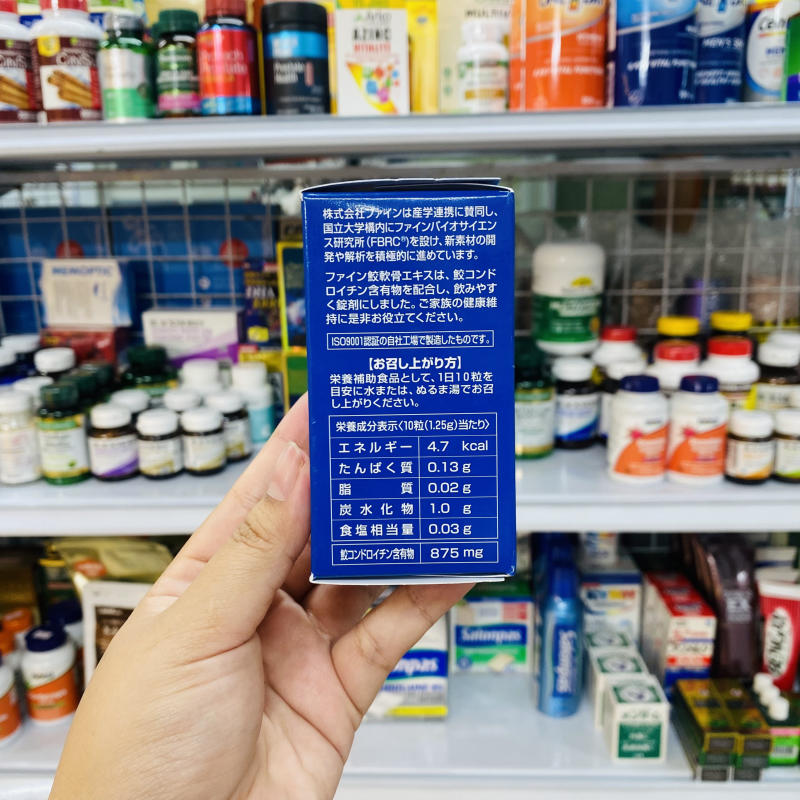 AZINC
VITALITÉ
株式会社ファインは産学連携に賛同し、
国立大学構内にファインバイオサイエン
ス研究所(FBRC®)を設け、新素材の開
発や解析を積極的に進めています。
ファイン鮫軟骨エキスは、鮫コンド
ロイチン含有物を配合し、飲みやす
く錠剤にしました。ご家族の健康維
持に是非お役立てください。
ISO9001認証の自社工場で製造したものです。
【お召し上がり方】
栄養補助食品として、1日10粒を
目安に水または、ぬるま湯でお召
し上がりください。
栄養成分表示〈10粒(1.25g)当たり〉
エネルギー 4.7 kcal
たんぱく質 0.13 g
脂質 0.02 g
炭水化物 1.0 g
食塩相当量 0.03 g
鮫コンドロイチン含有物 875 mg
MEMOPTIC
Salonpas
Salonpas
EX